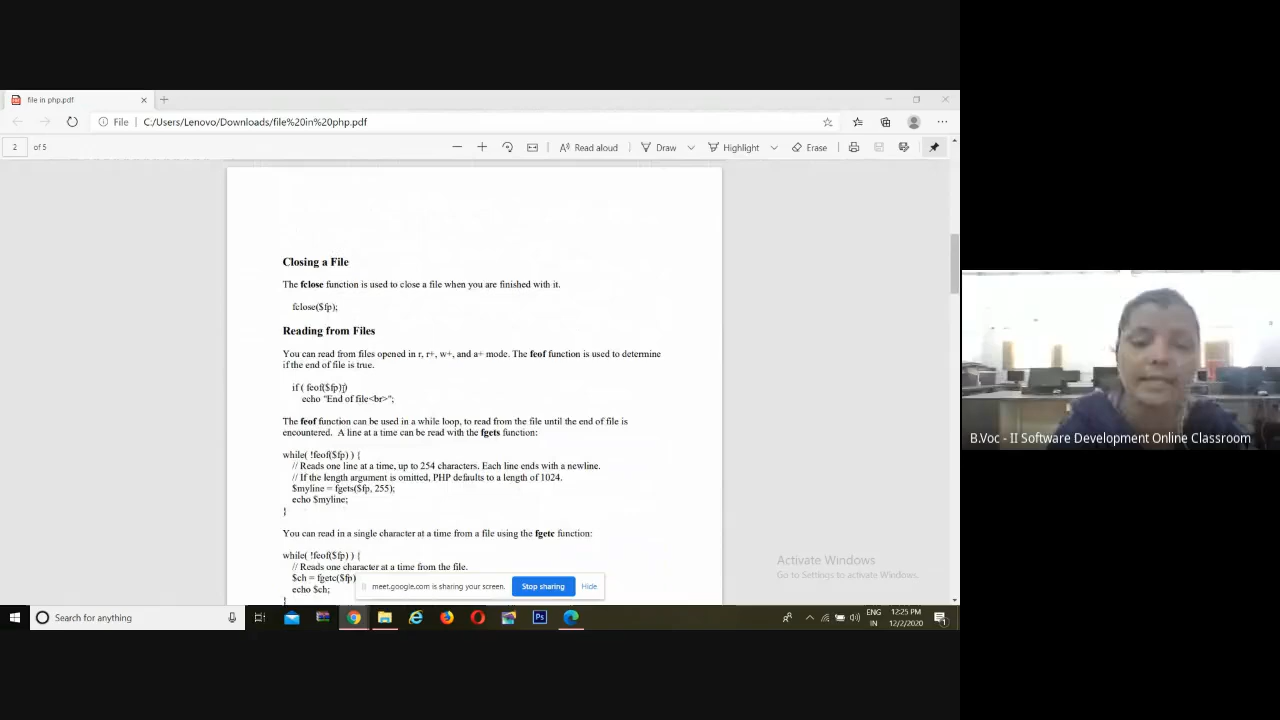 file in php.pdf
File | C:/Users/Lenovo/Downloads/file%20in%20php.pdf
2 of 5
Read aloud
Draw
Highlight
Erase
Closing a File
The fclose function is used to close a file when you are finished with it.
fclose($fp);
Reading from Files
You can read from files opened in r, r+, w+, and a+ mode. The feof function is used to determine
if the end of file is true.
if ( feof($fp))
echo "End of file<br>";
The feof function can be used in a while loop, to read from the file until the end of file is
encountered. A line at a time can be read with the fgets function:
while( !feof($fp) ) {
// Reads one line at a time, up to 254 characters. Each line ends with a newline.
// If the length argument is omitted, PHP defaults to a length of 1024.
$myline = fgets($fp, 255);
echo $myline;
}
You can read in a single character at a time from a file using the fgetc function:
while( !feof($fp) ) {
// Reads one character at a time from the file.
$ch = fgetc($fp)
echo $ch;
}
meet.google.com is sharing your screen.
Stop sharing
Hide
Activate Windows
Go to Settings to activate Windows.
Search for anything
Ps
ENG
IN
12:25 PM
12/2/2020
1
B.Voc - II Software Development Online Classroom